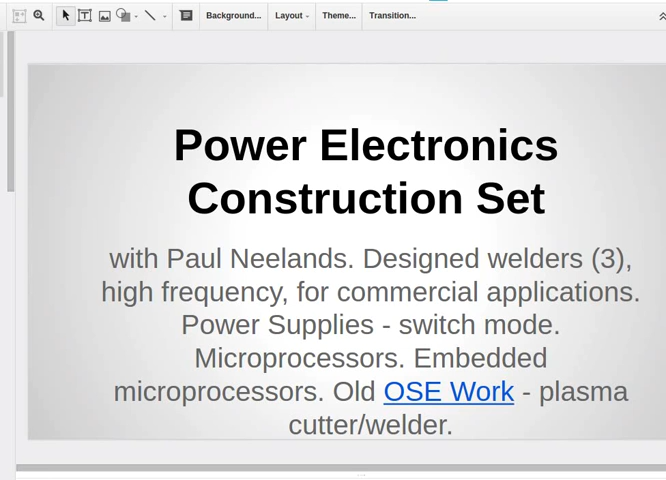 Background... Layout Theme... Transition...
Power Electronics
Construction Set
with Paul Neelands. Designed welders (3),
high frequency, for commercial applications.
Power Supplies - switch mode.
Microprocessors. Embedded
microprocessors. Old OSE Work - plasma
cutter/welder.